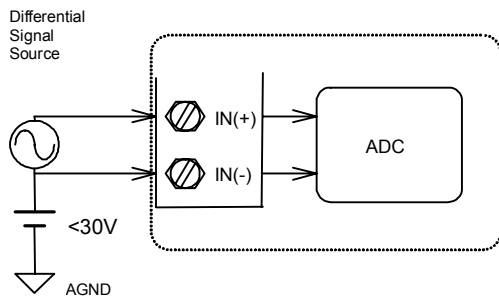 Differential
Signal
Source
IN(+)
ADC
IN(-)
<30V
AGND